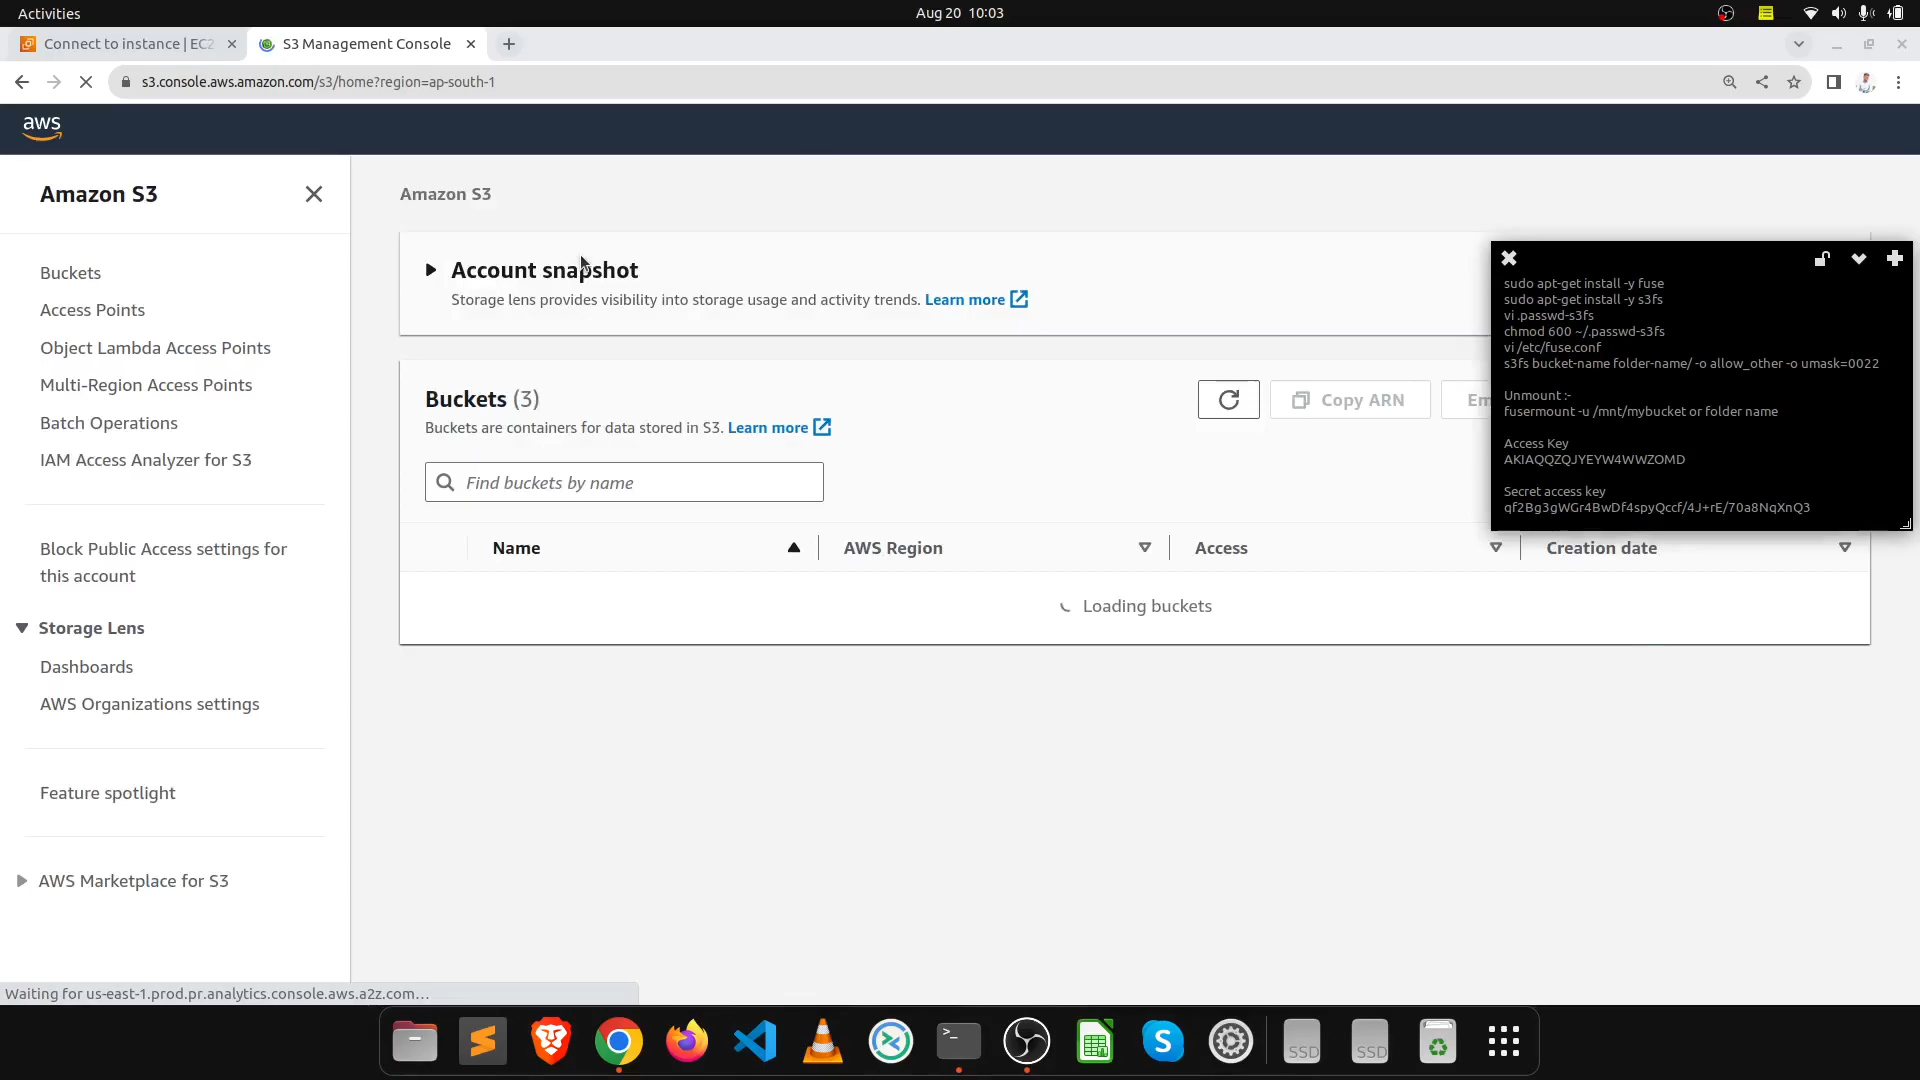 Activities
Aug 20 10:03
Connect to instance | EC2
S3 Management Console
s3.console.aws.amazon.com/s3/home?region=ap-south-1
aws
Amazon S3
Buckets
Access Points
Object Lambda Access Points
Multi-Region Access Points
Batch Operations
IAM Access Analyzer for S3
Block Public Access settings for
this account
Storage Lens
Dashboards
AWS Organizations settings
Feature spotlight
AWS Marketplace for S3
Amazon S3
Account snapshot
Storage lens provides visibility into storage usage and activity trends. Learn more
Buckets (3)
Buckets are containers for data stored in S3. Learn more
Copy ARN
Em
Find buckets by name
Name
AWS Region
Access
Creation date
Loading buckets
sudo apt-get install -y fuse
sudo apt-get install -y s3fs
vi .passwd-s3fs
chmod 600 ~/.passwd-s3fs
vi /etc/fuse.conf
s3fs bucket-name folder-name/ -o allow_other -o umask=0022
Unmount :-
fusermount -u /mnt/mybucket or folder name
Access Key
AKIAQQZQJYEYW4WWZOMD
Secret access key
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
Waiting for us-east-1.prod.pr.analytics.console.aws.a2z.com...
SSD
SSD